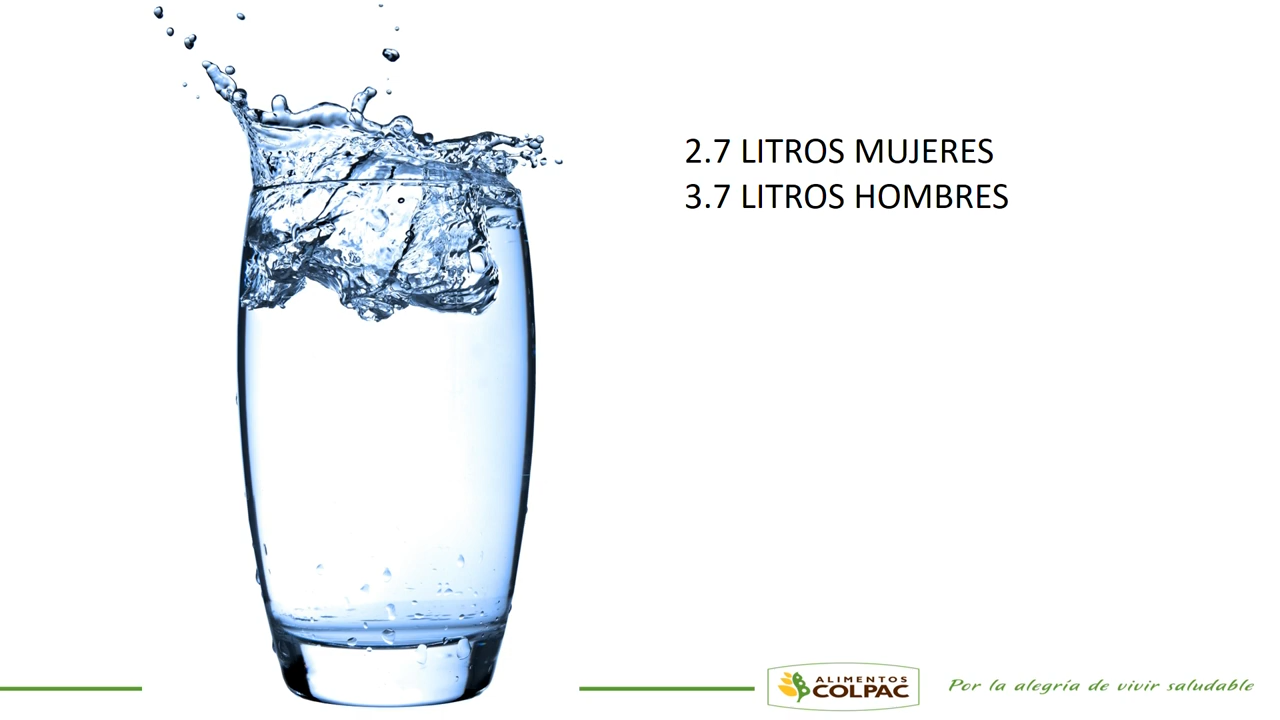 2.7 LITROS MUJERES
3.7 LITROS HOMBRES
ALIMENTOS
COLPAC
Por la alegría de vivir saludable